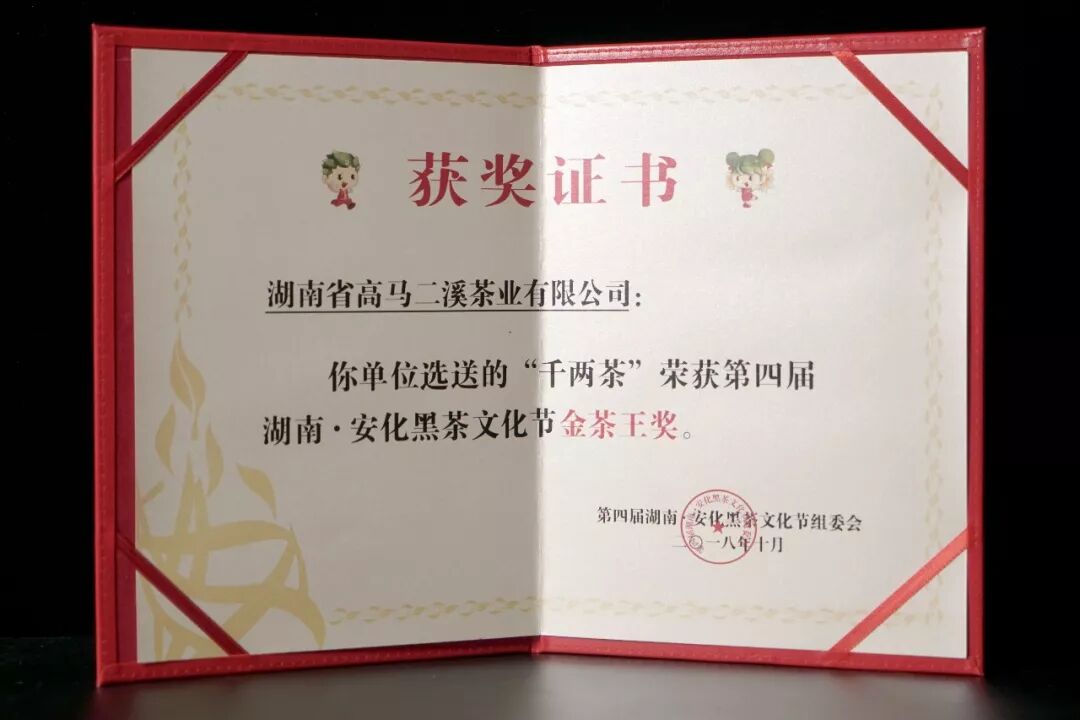 获奖证书
湖南省高马二溪茶业有限公司:
你单位选送的“千两茶”荣获第四届
湖南·安化黑茶文化节金茶王奖。
第四届湖南·安化黑茶文化节组委会
二〇一八年十月